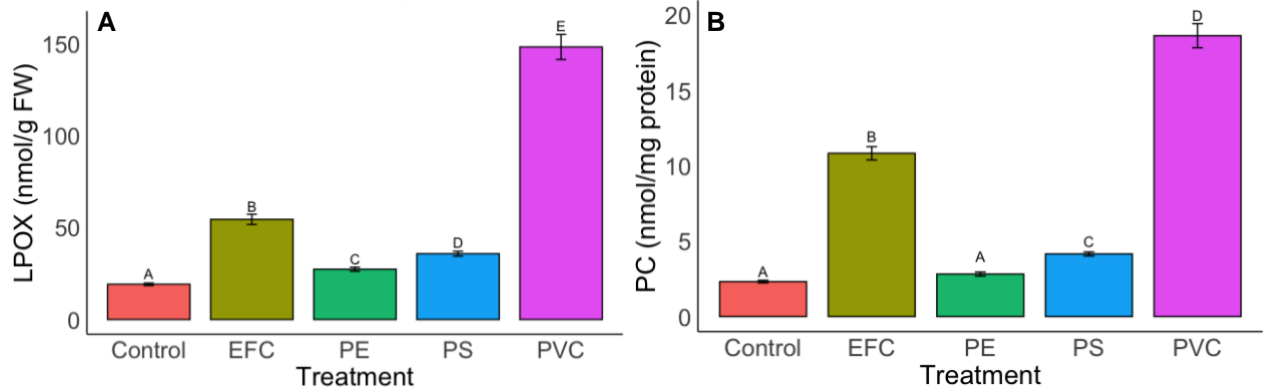 A
LPOX (nmol/g FW)
150
100
50
0
A
B
C
D
E
Control EFC PE PS PVC
Treatment
B
PC (nmol/mg protein)
20
15
10
5
0
A
B
A
C
D
Control EFC PE PS PVC
Treatment